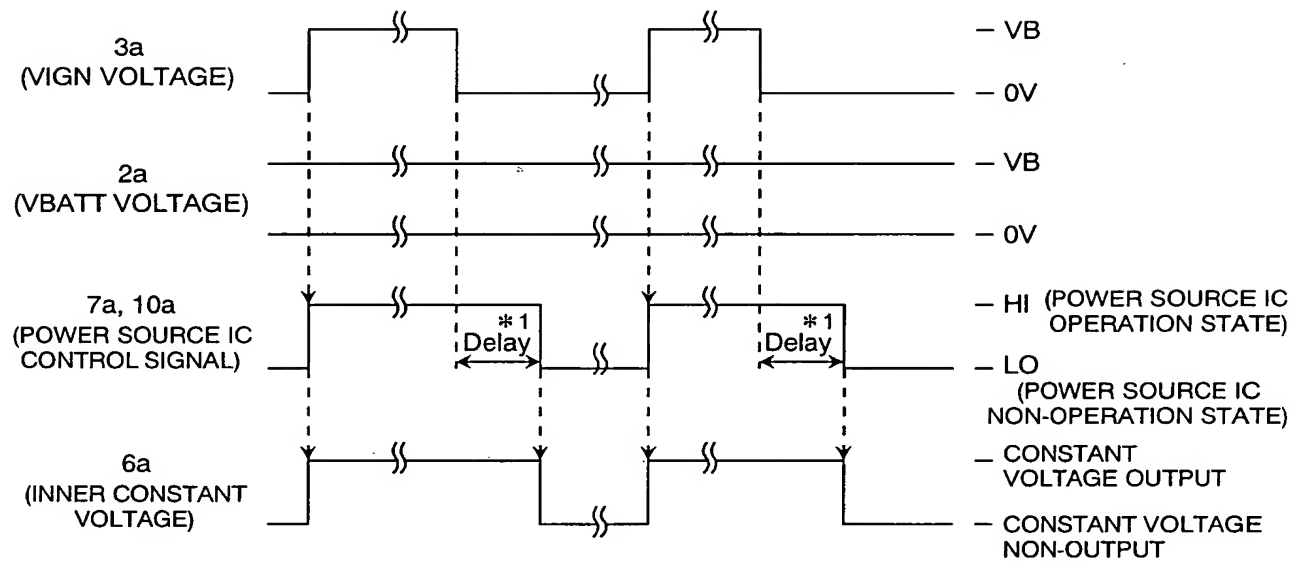 3a
(VIGN VOLTAGE)
– VB
– 0V
2a
(VBATT VOLTAGE)
– VB
– 0V
7a, 10a
(POWER SOURCE IC
CONTROL SIGNAL)
*1
Delay
*1
Delay
– HI (POWER SOURCE IC
OPERATION STATE)
– LO
(POWER SOURCE IC
NON-OPERATION STATE)
6a
(INNER CONSTANT
VOLTAGE)
– CONSTANT
VOLTAGE OUTPUT
– CONSTANT VOLTAGE
NON-OUTPUT